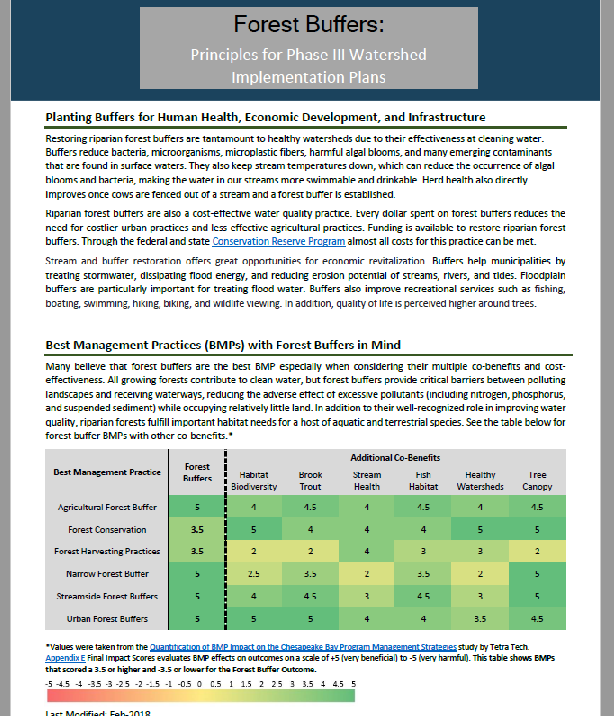 Forest Buffers:
Principles for Phase III Watershed
Implementation Plans
Planting Buffers for Human Health, Economic Development, and Infrastructure
Restoring riparian forest buffers are tantamount to healthy watersheds due to their effectiveness at cleaning water.
Buffers reduce bacteria, microorganisms, microplastic fibers, harmful algal blooms, and many emerging contaminants
that are found in surface waters. They also keep stream temperatures down, which can reduce the occurrence of algal
blooms and bacteria, making the water in our streams more swimmable and drinkable. Herd health also directly
improves once cows are fenced out of a stream and a forest buffer is established.
Riparian forest buffers are also a cost-effective water quality practice. Every dollar spent on forest buffers reduces the
need for costlier urban practices and less effective agricultural practices. Funding is available to restore riparian forest
buffers. Through the federal and state Conservation Reserve Program almost all costs for this practice can be met.
Stream and buffer restoration offers great opportunities for economic revitalization. Buffers help municipalities by
treating stormwater, dissipating flood energy, and reducing erosion potential of streams, rivers, and tides. Floodplain
buffers are particularly important for treating flood water. Buffers also improve recreational services such as fishing,
boating, swimming, hiking, biking, and wildlife viewing. In addition, quality of life is perceived higher around trees.
Best Management Practices (BMPs) with Forest Buffers in Mind
Many believe that forest buffers are the best BMP especially when considering their multiple co-benefits and cost-
effectiveness. All growing forests contribute to clean water, but forest buffers provide critical barriers between polluting
landscapes and receiving waterways, reducing the adverse effect of excessive pollutants (including nitrogen, phosphorus,
and suspended sediment) while occupying relatively little land. In addition to their well-recognized role in improving water
quality, riparian forests fulfill important habitat needs for a host of aquatic and terrestrial species. See the table below for
forest buffer BMPs with other co-benefits.*
Best Management Practice Forest Buffers Additional Co-Benefits
Habitat Biodiversity Brook Trout Stream Health Fish Habitat Healthy Watersheds Tree Canopy
Agricultural Forest Buffer 5 4 4.5 4 4.5 4 4.5
Forest Conservation 3.5 5 4 4 4 5 5
Forest Harvesting Practices 3.5 2 2 4 3 3 2
Narrow Forest Buffer 5 2.5 3.5 2 3.5 2 5
Streamside Forest Buffers 5 4 4.5 3 4.5 3 5
Urban Forest Buffers 5 5 5 4 4 3.5 4.5
*Values were taken from the Quantification of BMP Impact on the Chesapeake Bay Program Management Strategies study by Tetra Tech.
Appendix E Final Impact Scores evaluates BMP effects on outcomes on a scale of +5 (very beneficial) to -5 (very harmful). This table shows BMPs
that scored a 3.5 or higher and -3.5 or lower for the Forest Buffer Outcome.
-5 -4.5 -4 -3.5 -3 -2.5 -2 -1.5 -1 -0.5 0 0.5 1 1.5 2 2.5 3 3.5 4 4.5 5
Last Modified: Feb-2018